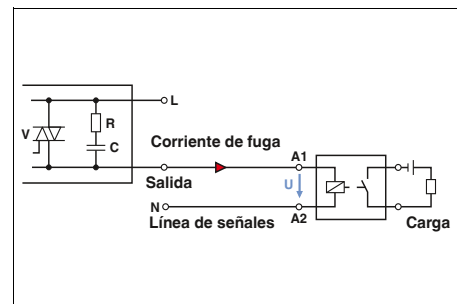 L
V
R
C
Corriente de fuga
A1
Salida
U
N
A2
Línea de señales
Carga